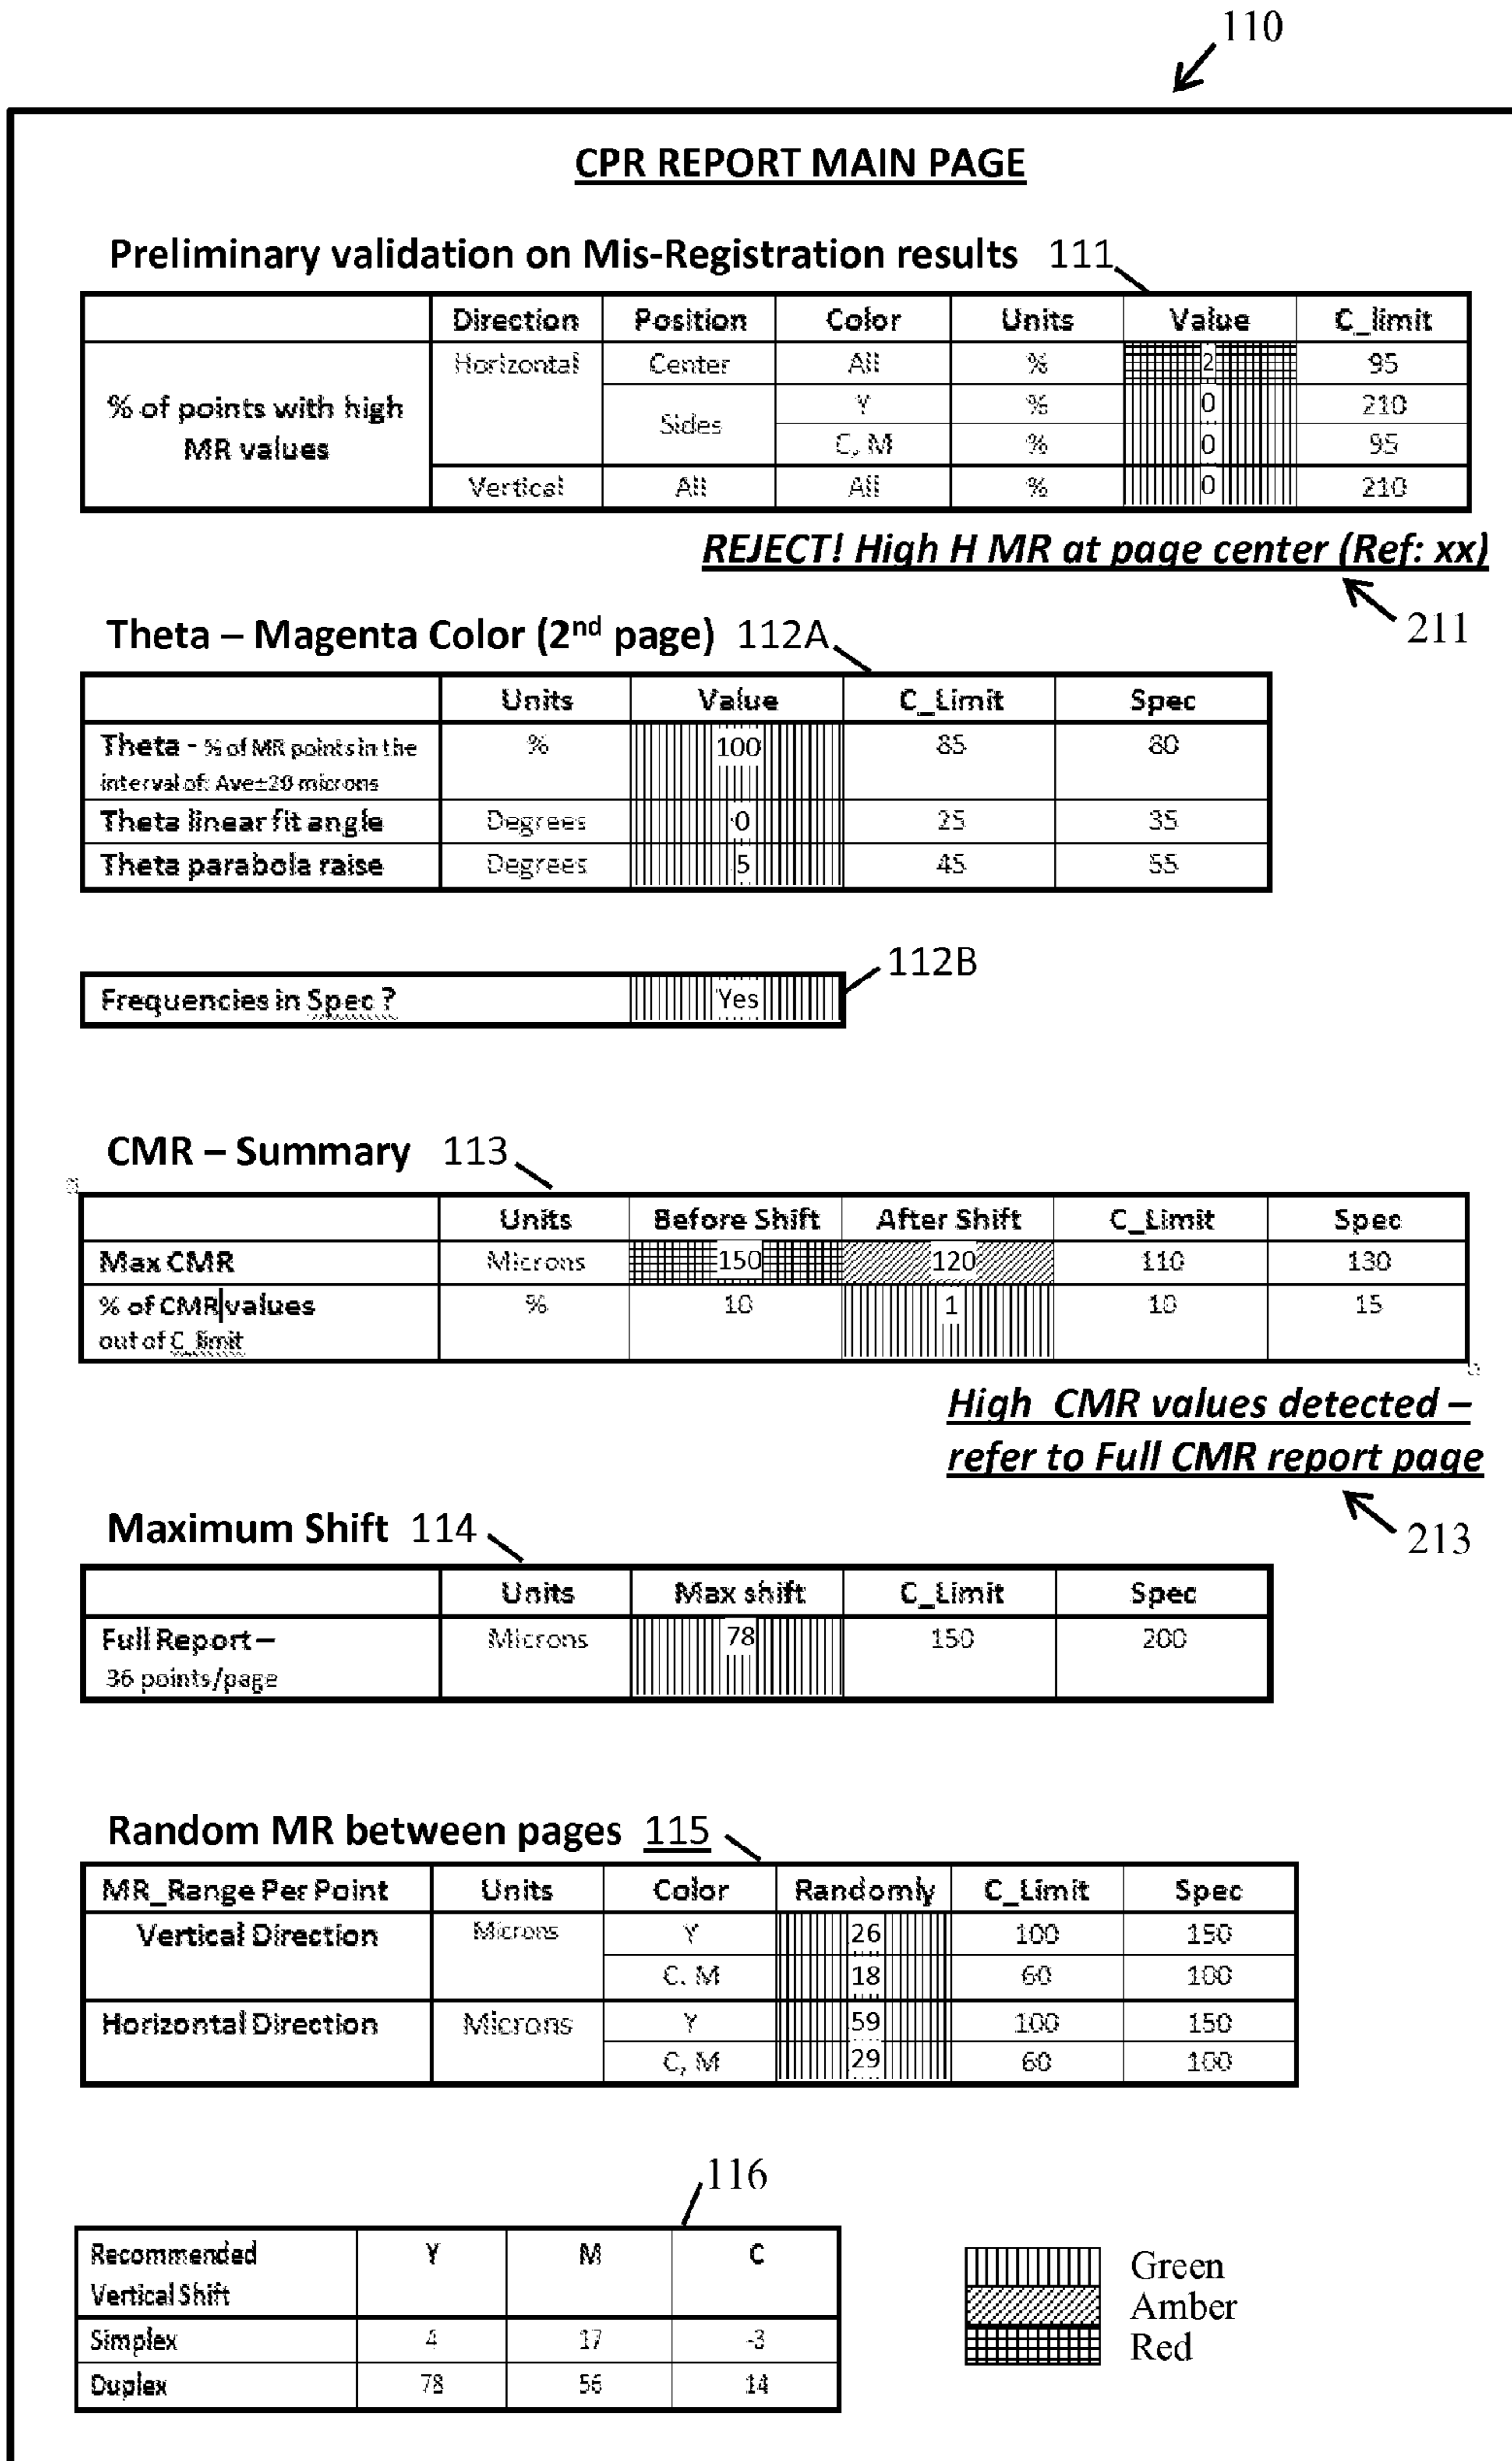 110
CPR REPORT MAIN PAGE
Preliminary validation on Mis-Registration results 111
Direction Position Color Units Value C_limit
% of points with high MR values Horizontal Center All % 2 95
Sides Y % 0 210
C, M % 0 95
Vertical All All % 0 210
REJECT! High H MR at page center (Ref: xx)
211
Theta – Magenta Color (2nd page) 112A
Units Value C_Limit Spec
Theta - % of MR points in the % 100 85 80
interval of: Ave±20 microns
Theta linear fit angle Degrees 0 25 35
Theta parabola raise Degrees 5 45 55
112B
Frequencies in Spec ? Yes
CMR – Summary 113
Units Before Shift After Shift C_Limit Spec
Max CMR Microns 150 120 110 130
% of CMR values % 10 1 10 15
out of C_limit
High CMR values detected –
refer to Full CMR report page
213
Maximum Shift 114
Units Max shift C_Limit Spec
Full Report – Microns 78 150 200
36 points/page
Random MR between pages 115
MR_Range Per Point Units Color Randomly C_Limit Spec
Vertical Direction Microns Y 26 100 150
C, M 18 60 100
Horizontal Direction Microns Y 59 100 150
C, M 29 60 100
116
Recommended Y M C
Vertical Shift
Simplex 4 17 -3
Duplex 78 56 14
Green
Amber
Red